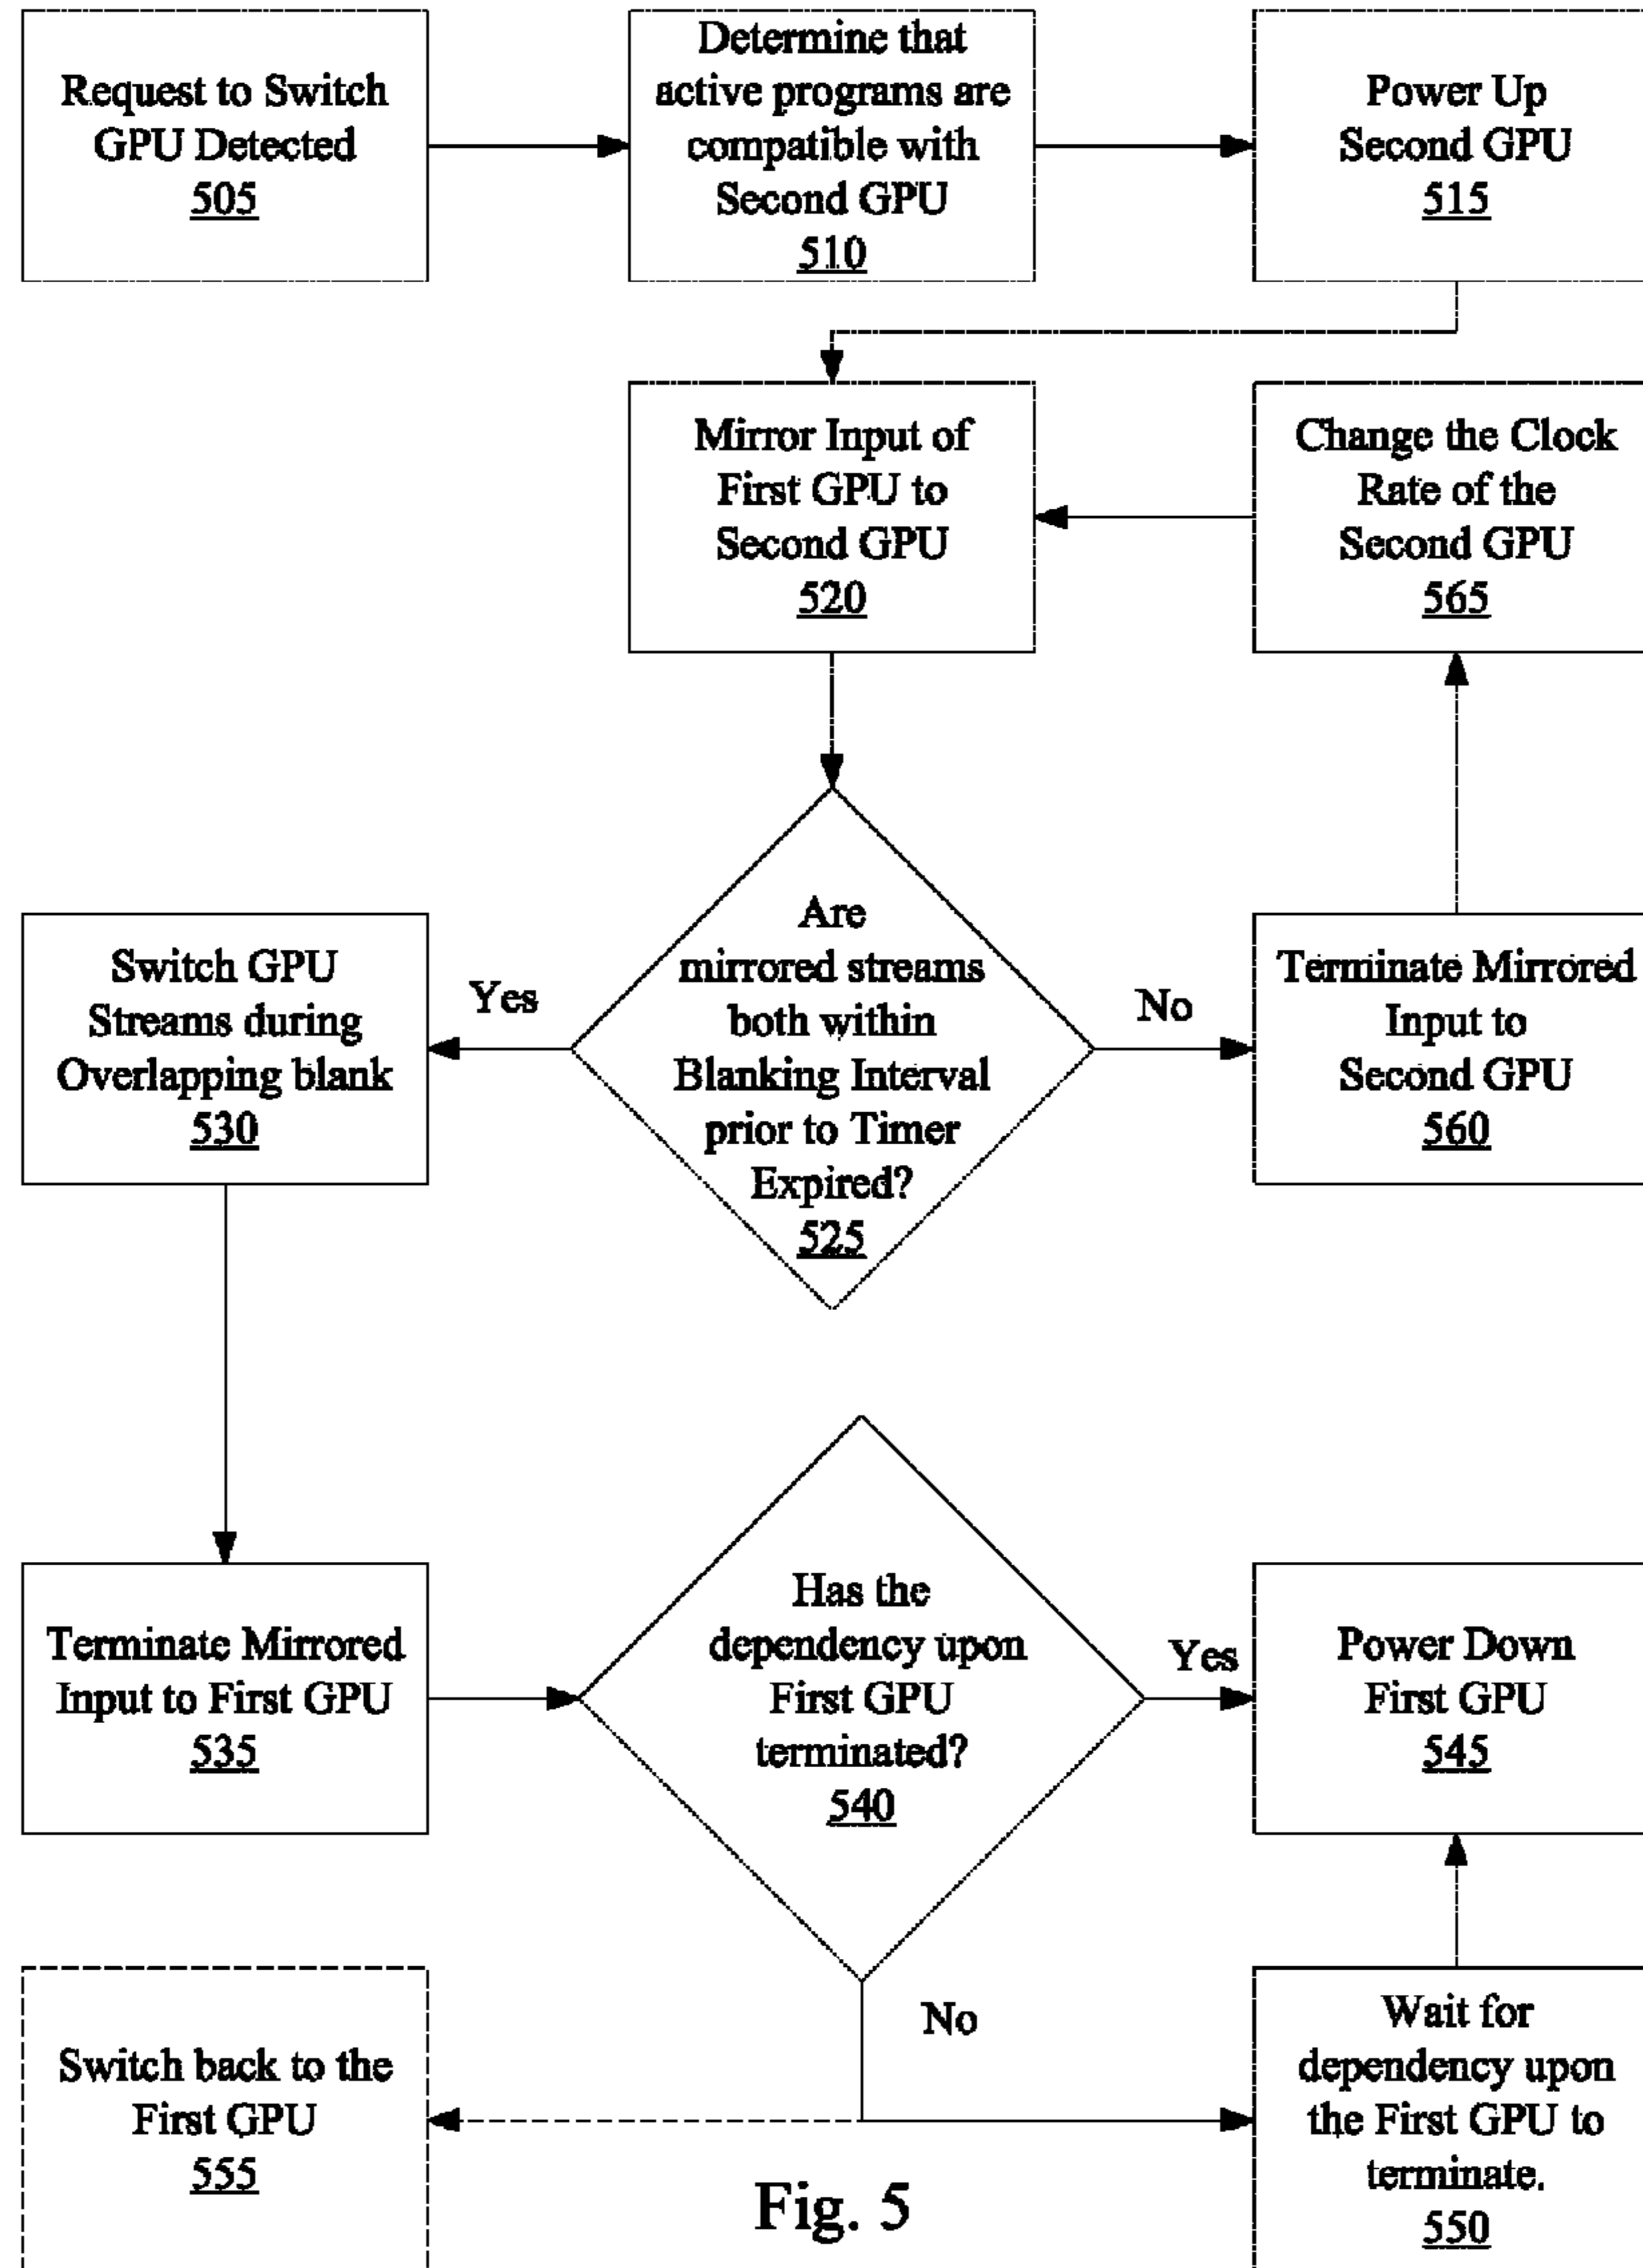 Request to Switch
GPU Detected
505
Determine that
active programs are
compatible with
Second GPU
510
Power Up
Second GPU
515
Mirror Input of
First GPU to
Second GPU
520
Change the Clock
Rate of the
Second GPU
565
Are
mirrored streams
both within
Blanking Interval
prior to Timer
Expired?
525
Yes
No
Switch GPU
Streams during
Overlapping blank
530
Terminate Mirrored
Input to
Second GPU
560
Terminate Mirrored
Input to First GPU
535
Has the
dependency upon
First GPU
terminated?
540
Yes
Power Down
First GPU
545
No
Switch back to the
First GPU
555
Wait for
dependency upon
the First GPU to
terminate.
550
Fig. 5